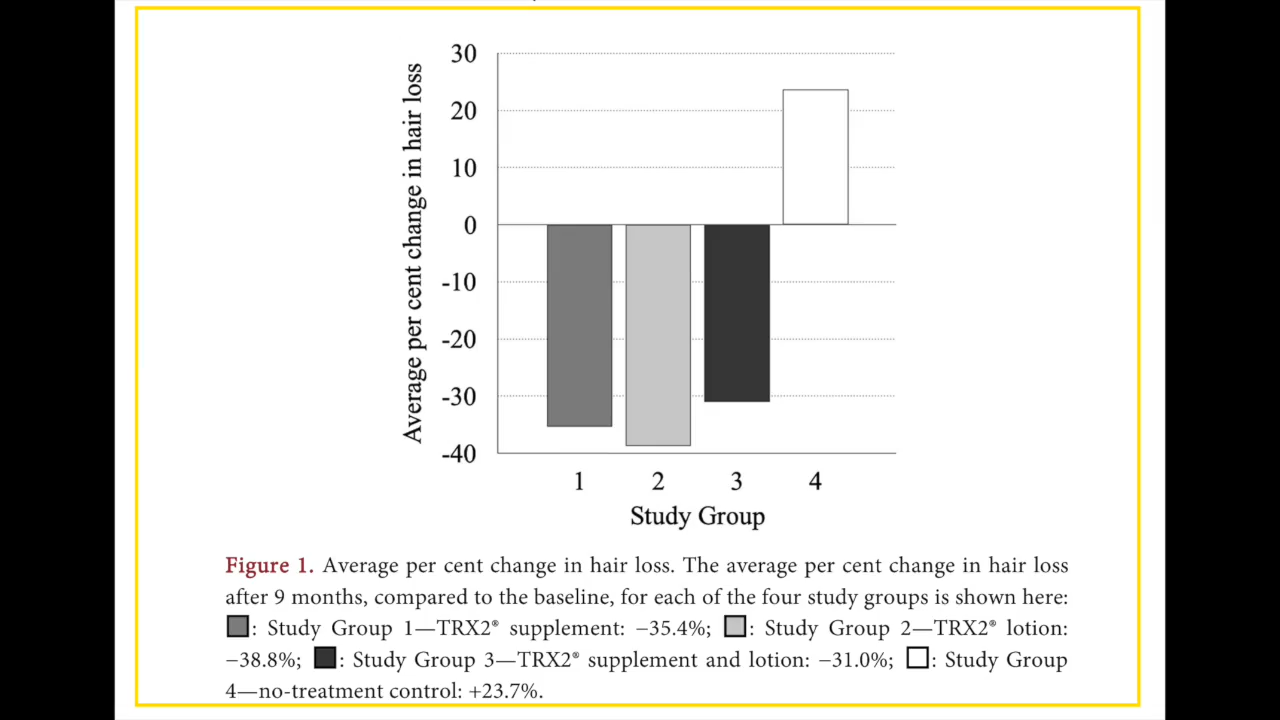 Average per cent change in hair loss
30
20
10
0
-10
-20
-30
-40
1 2 3 4
Study Group
Figure 1. Average per cent change in hair loss. The average per cent change in hair loss
after 9 months, compared to the baseline, for each of the four study groups is shown here:
: Study Group 1—TRX2® supplement: −35.4%; : Study Group 2—TRX2® lotion:
−38.8%; : Study Group 3—TRX2® supplement and lotion: −31.0%; : Study Group
4—no-treatment control: +23.7%.